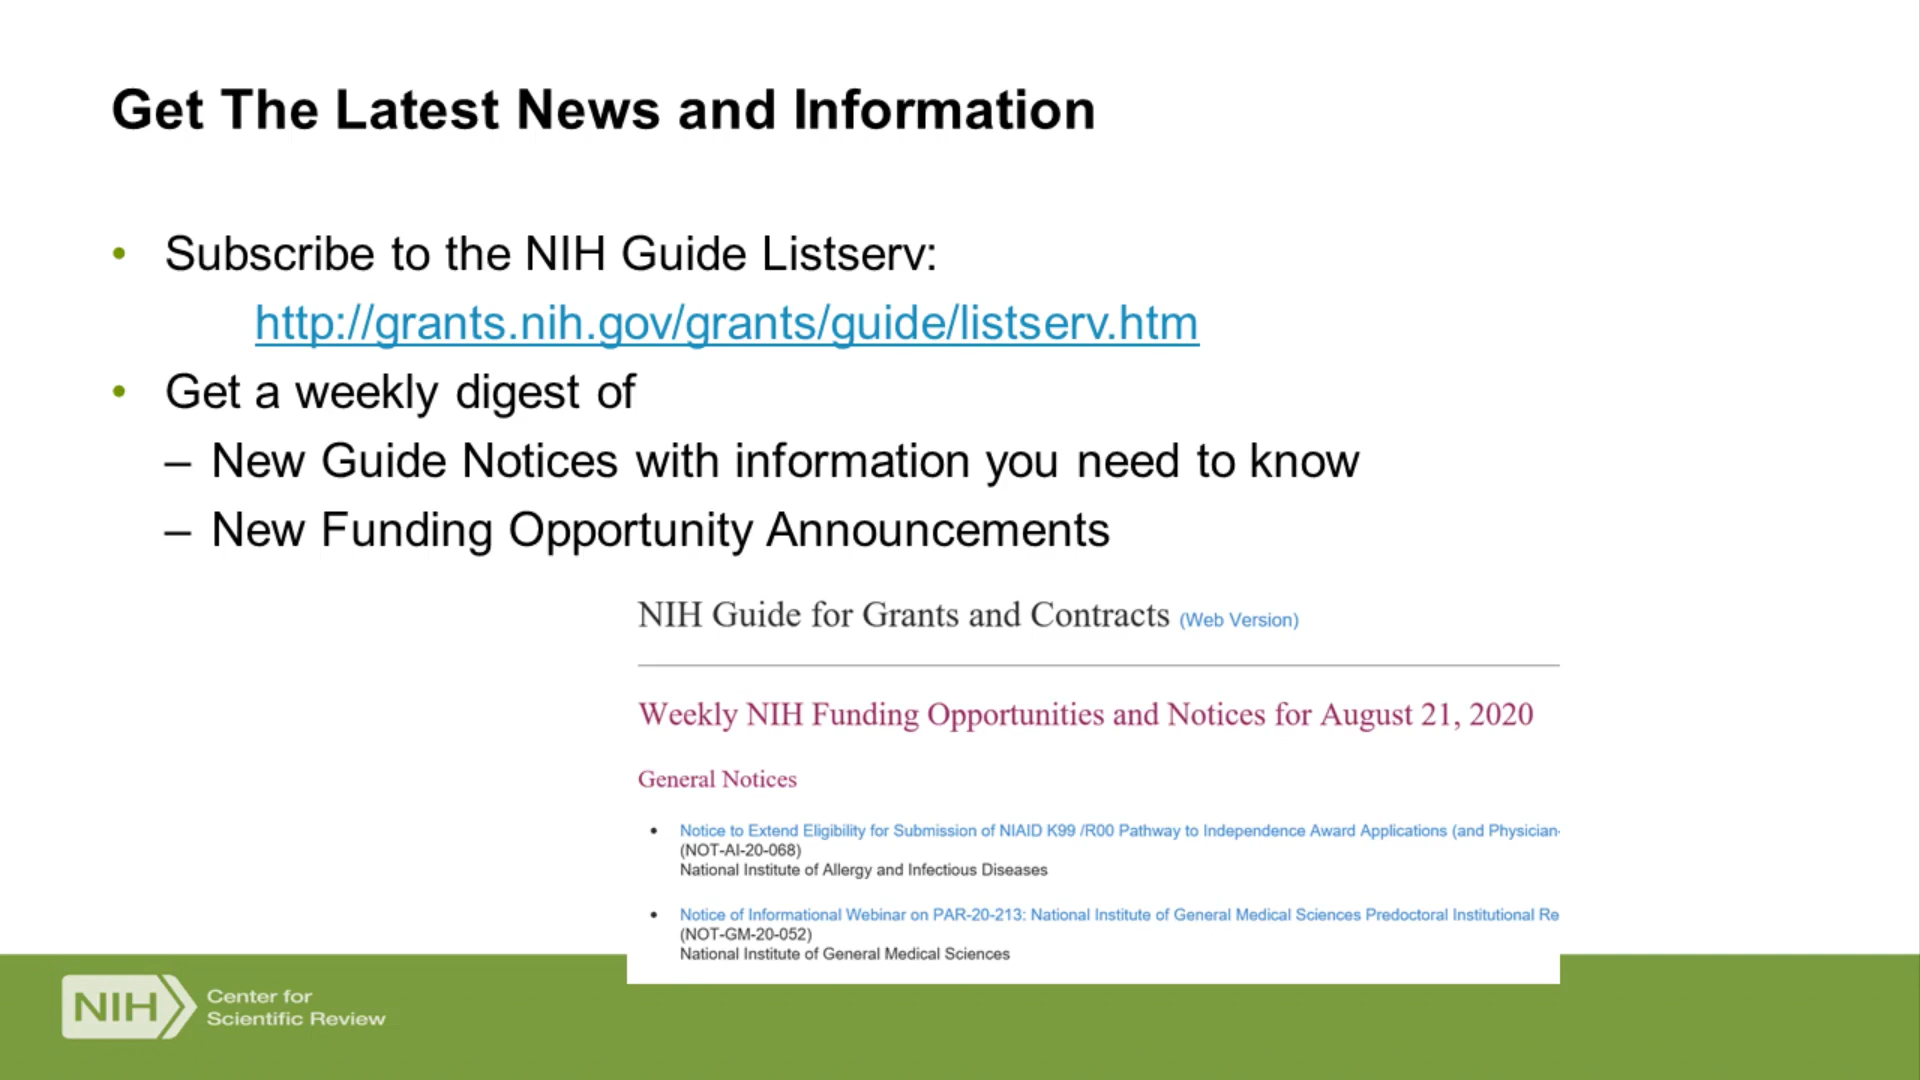 Get The Latest News and Information
• Subscribe to the NIH Guide Listserv:
http://grants.nih.gov/grants/guide/listserv.htm
• Get a weekly digest of
– New Guide Notices with information you need to know
– New Funding Opportunity Announcements
NIH Guide for Grants and Contracts (Web Version)
Weekly NIH Funding Opportunities and Notices for August 21, 2020
General Notices
• Notice to Extend Eligibility for Submission of NIAID K99 /R00 Pathway to Independence Award Applications (and Physician-
(NOT-AI-20-068)
National Institute of Allergy and Infectious Diseases
• Notice of Informational Webinar on PAR-20-213: National Institute of General Medical Sciences Predoctoral Institutional Re
(NOT-GM-20-052)
National Institute of General Medical Sciences
NIH
Center for
Scientific Review